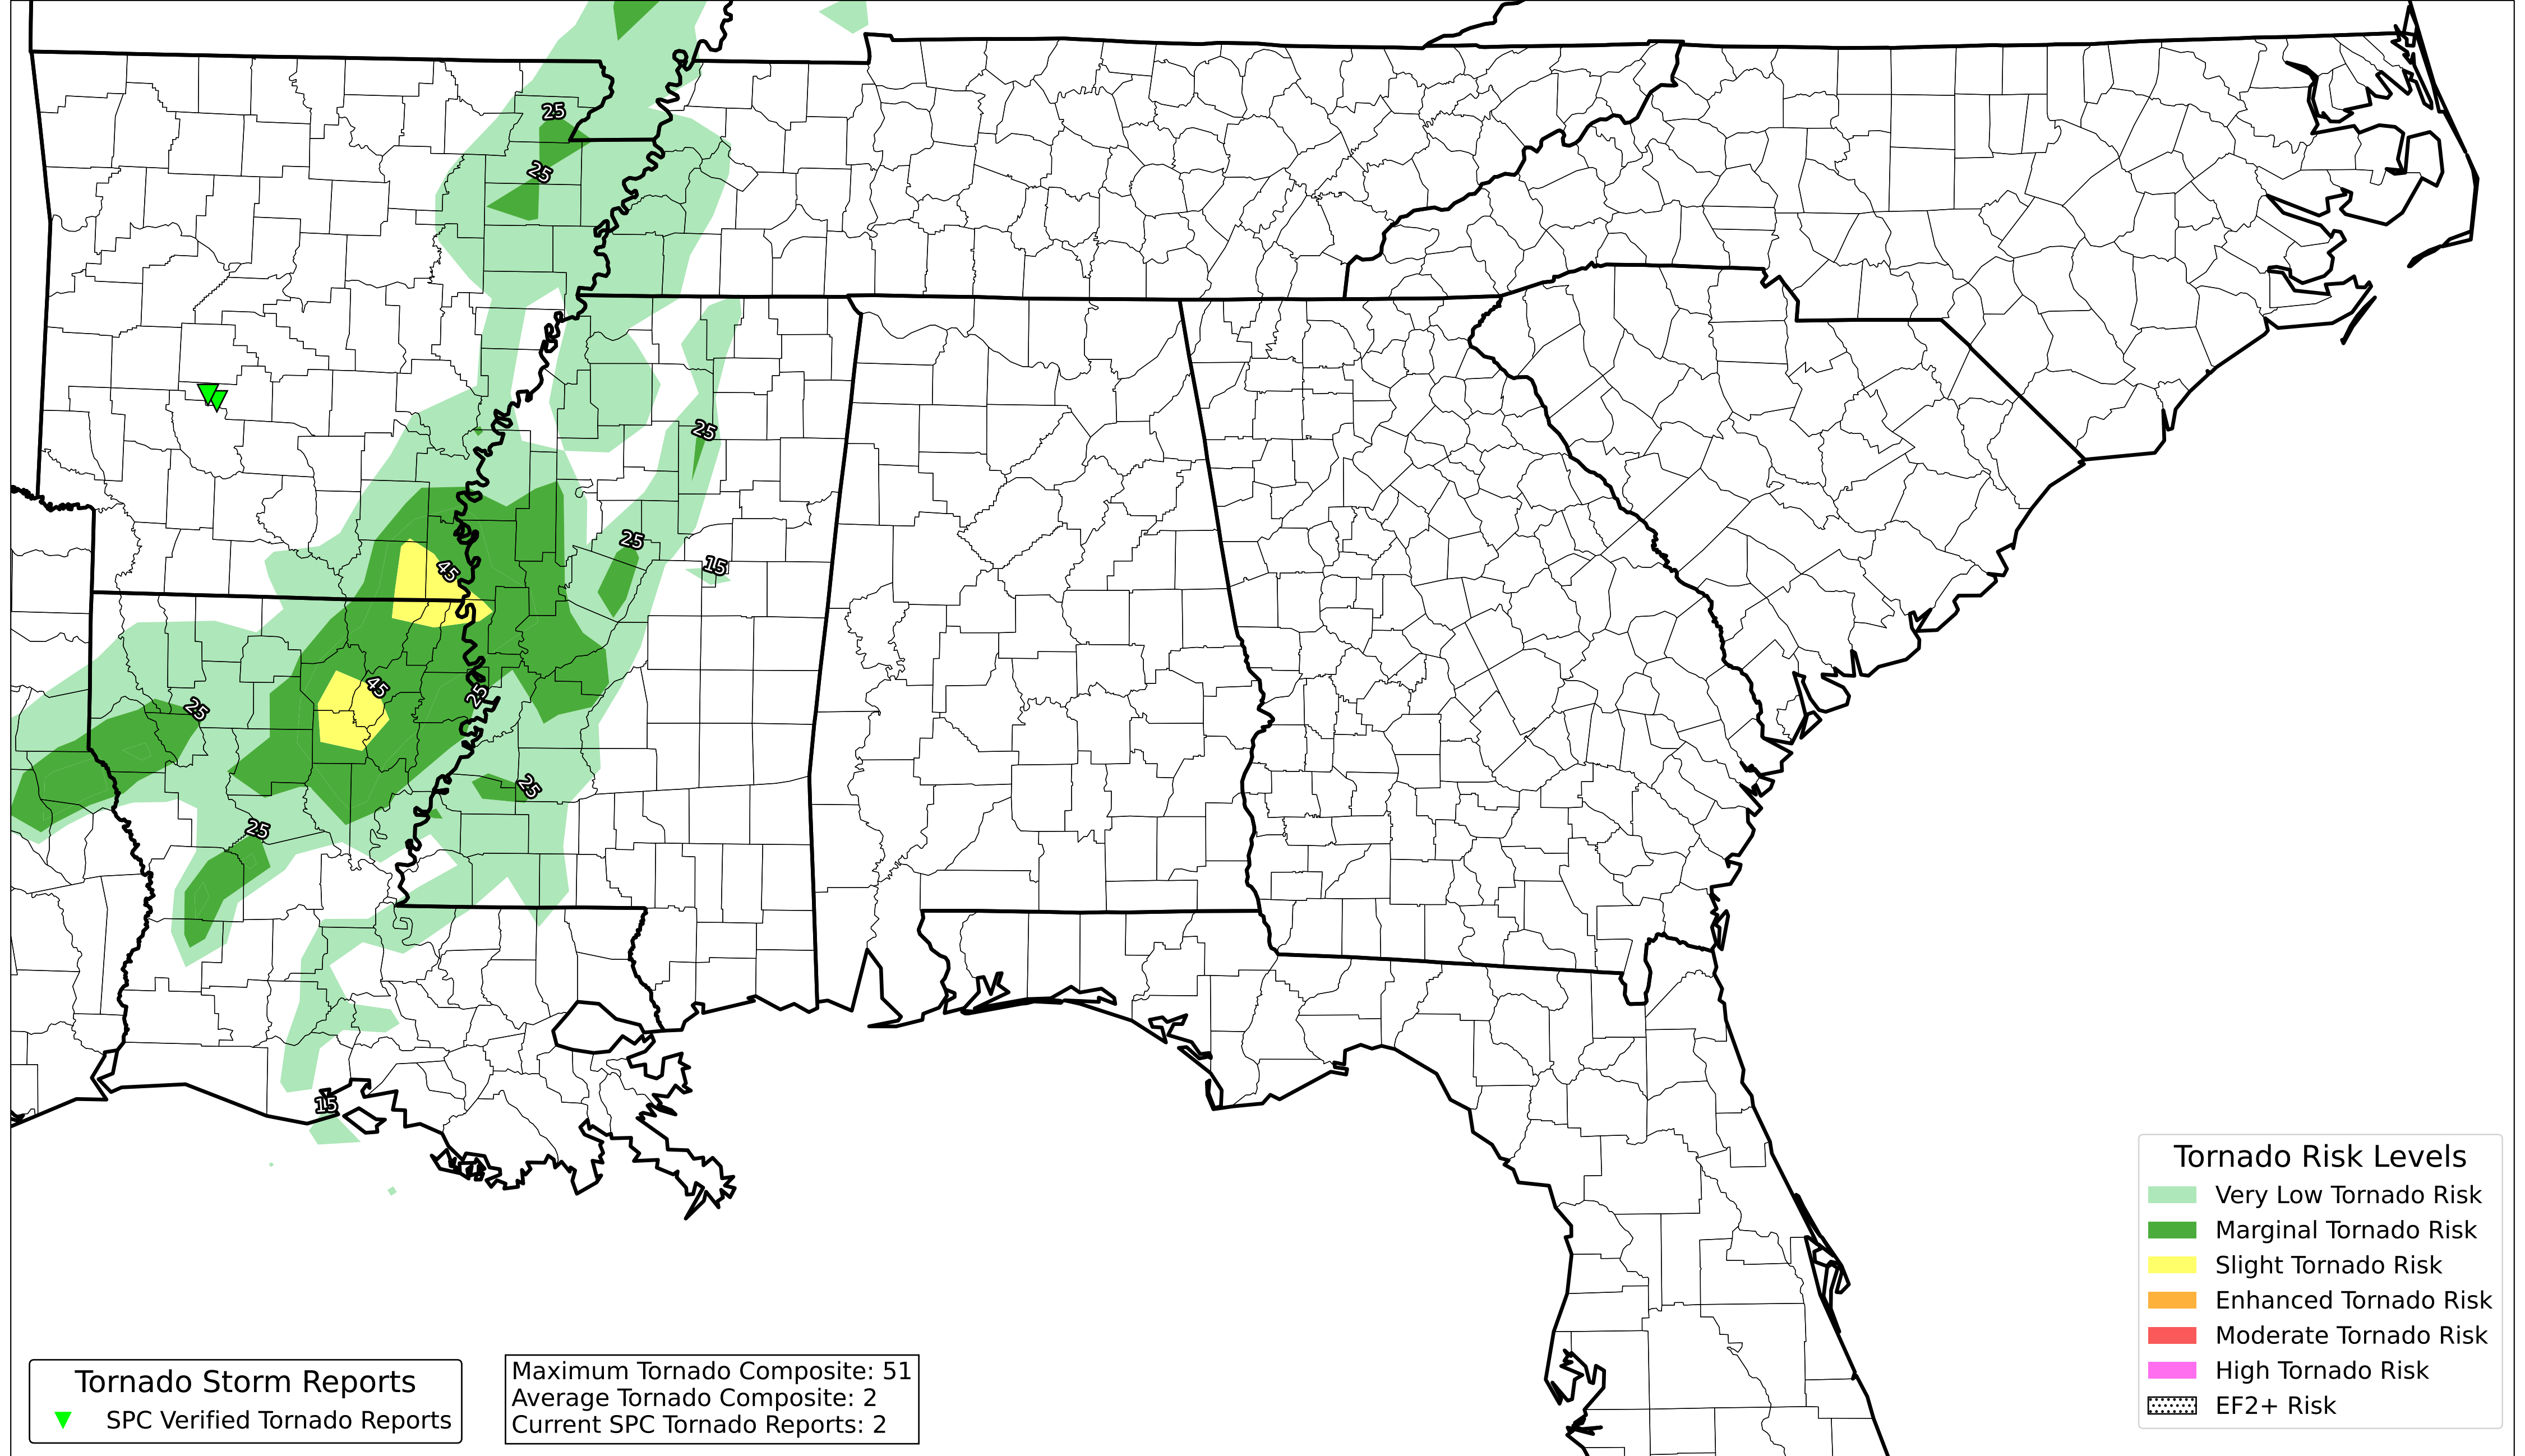 25
25
25
25
15
45
45
25
25
25
25
15
Tornado Storm Reports
SPC Verified Tornado Reports
Maximum Tornado Composite: 51
Average Tornado Composite: 2
Current SPC Tornado Reports: 2
Tornado Risk Levels
Very Low Tornado Risk
Marginal Tornado Risk
Slight Tornado Risk
Enhanced Tornado Risk
Moderate Tornado Risk
High Tornado Risk
EF2+ Risk